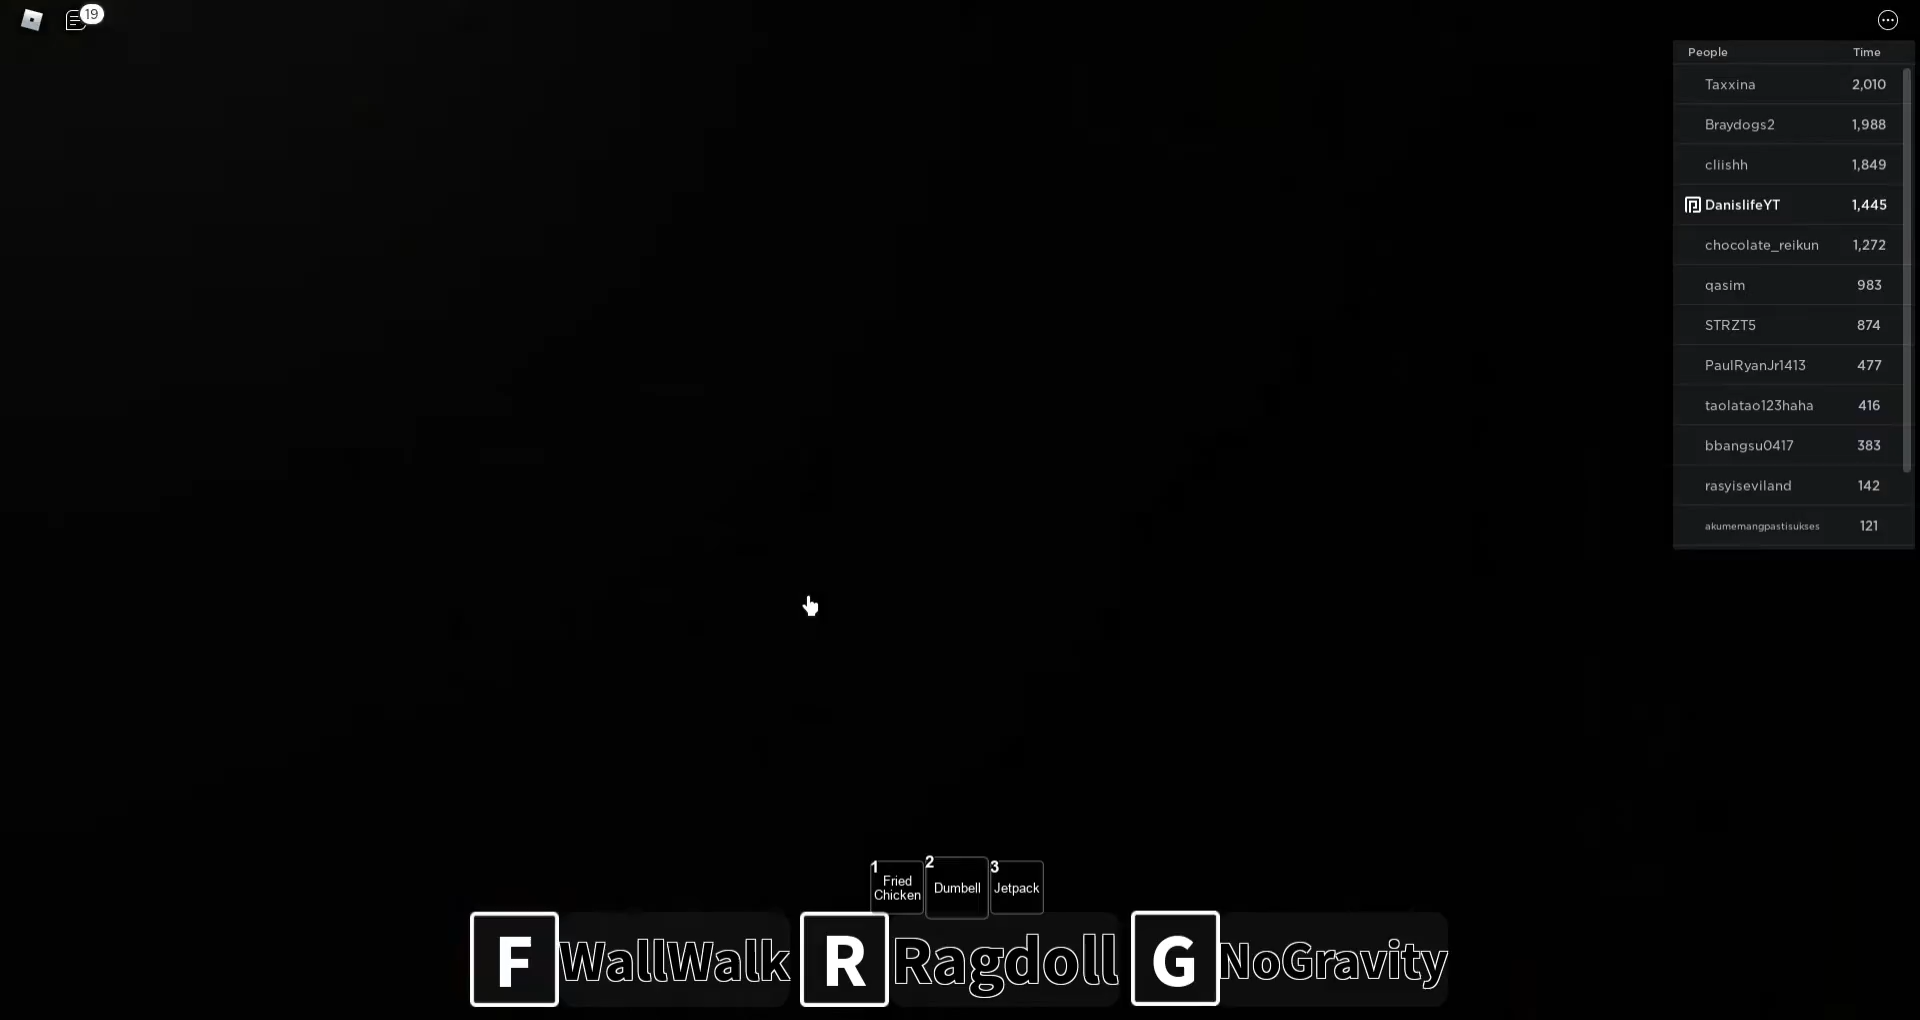 19
People Time
Taxxina 2,010
Braydogs2 1,988
cliishh 1,849
DanislifeYT 1,445
chocolate_reikun 1,272
qasim 983
STRZT5 874
PaulRyanJr1413 477
taolatao123haha 416
bbangsu0417 383
rasyiseviland 142
akumemangpastisukses 121
1 Fried Chicken
2 Dumbell
3 Jetpack
F WallWalk R Ragdoll G NoGravity